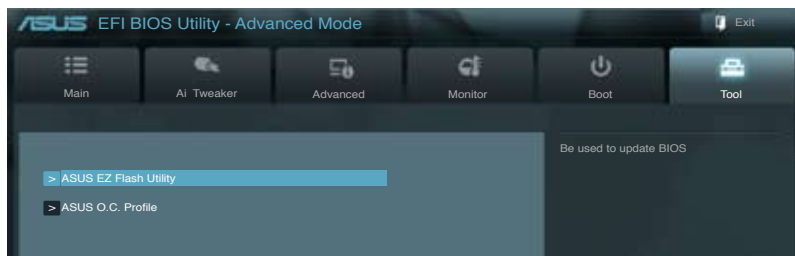 ASUS EFI BIOS Utility - Advanced Mode
Exit
Main
Ai Tweaker
Advanced
Monitor
Boot
Tool
Be used to update BIOS
> ASUS EZ Flash Utility
> ASUS O.C. Profile